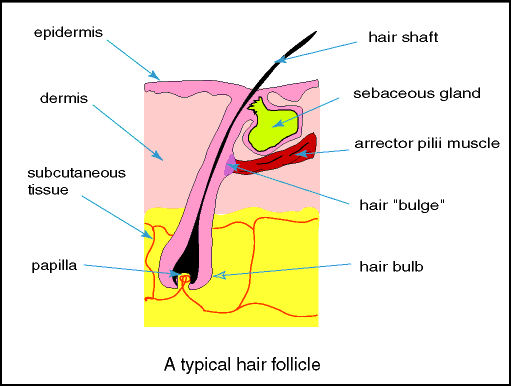 epidermis
dermis
subcutaneous
tissue
papilla
hair shaft
sebaceous gland
arrector pilii muscle
hair "bulge"
hair bulb
A typical hair follicle